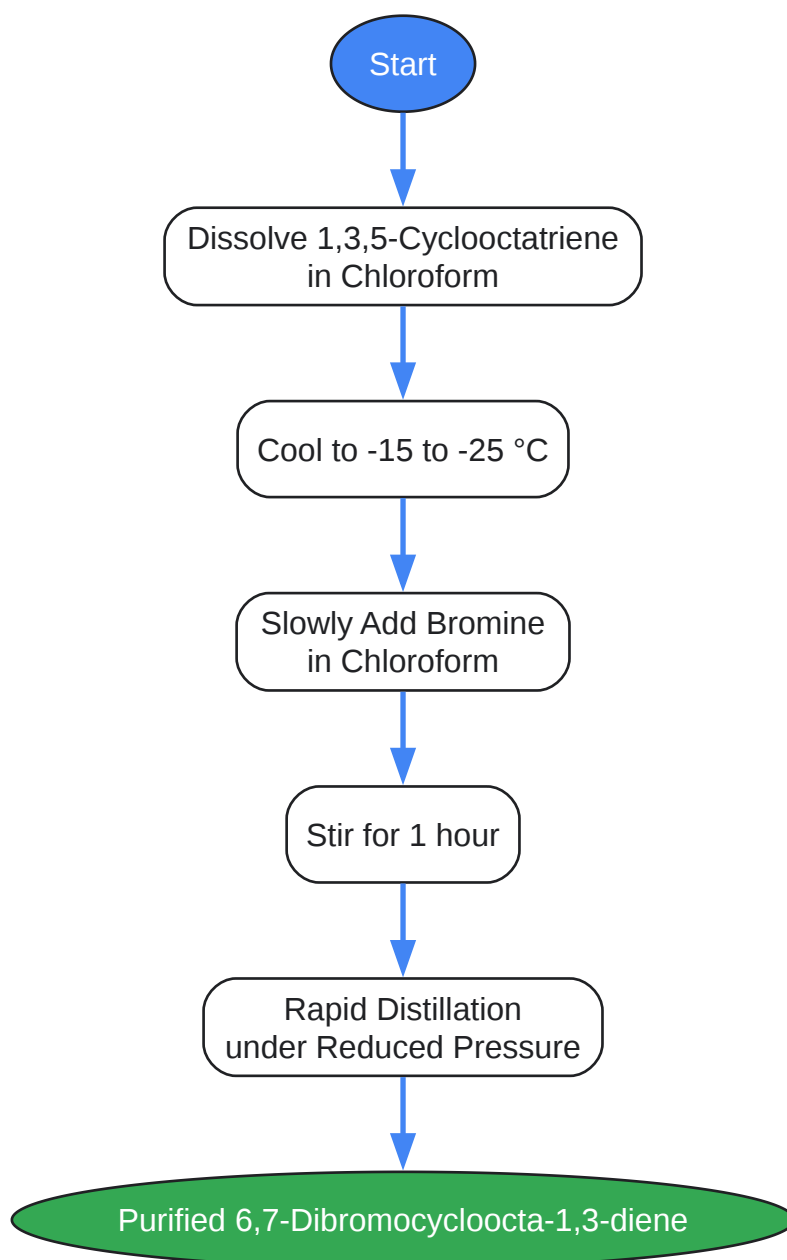 Start
Dissolve 1,3,5-Cyclooctatriene
in Chloroform
Cool to -15 to -25 °C
Slowly Add Bromine
in Chloroform
Stir for 1 hour
Rapid Distillation
under Reduced Pressure
Purified 6,7-Dibromocycloocta-1,3-diene